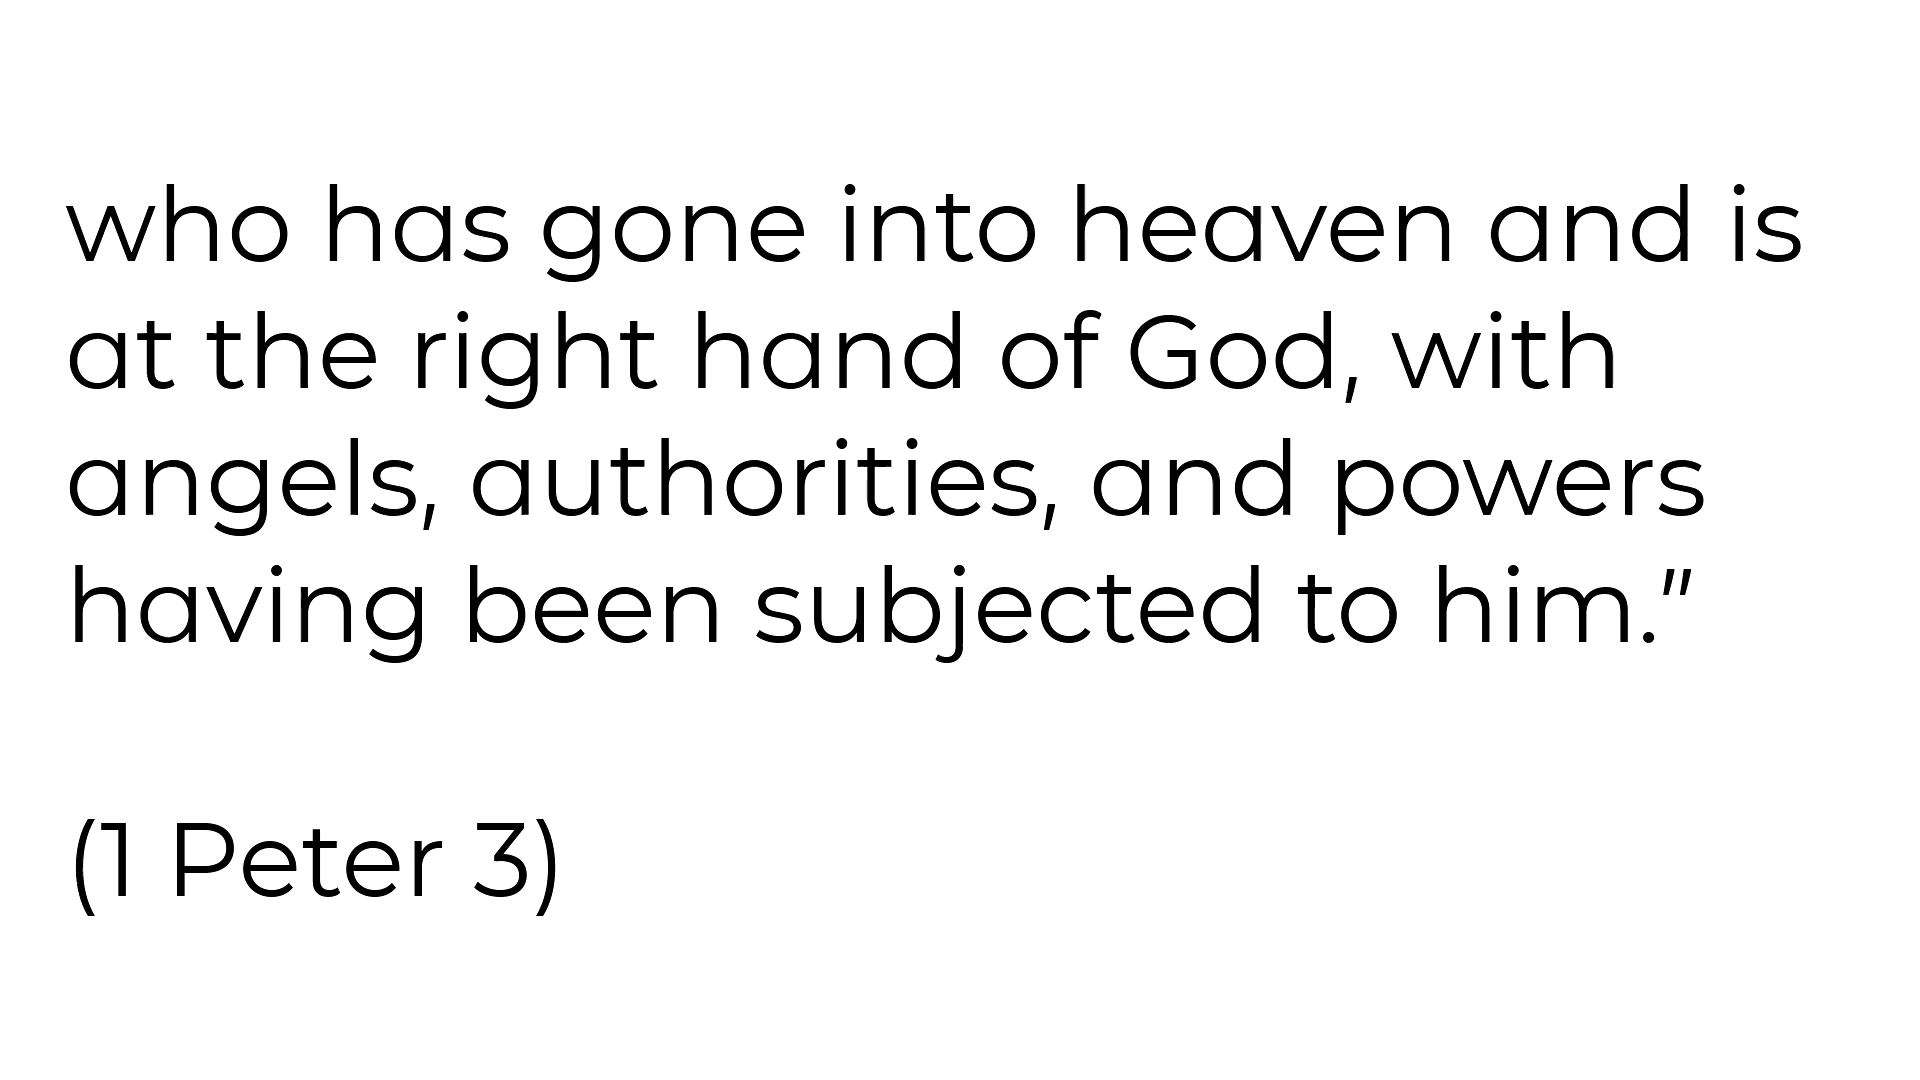 who has gone into heaven and is
at the right hand of God, with
angels, authorities, and powers
having been subjected to him.”
(1 Peter 3)